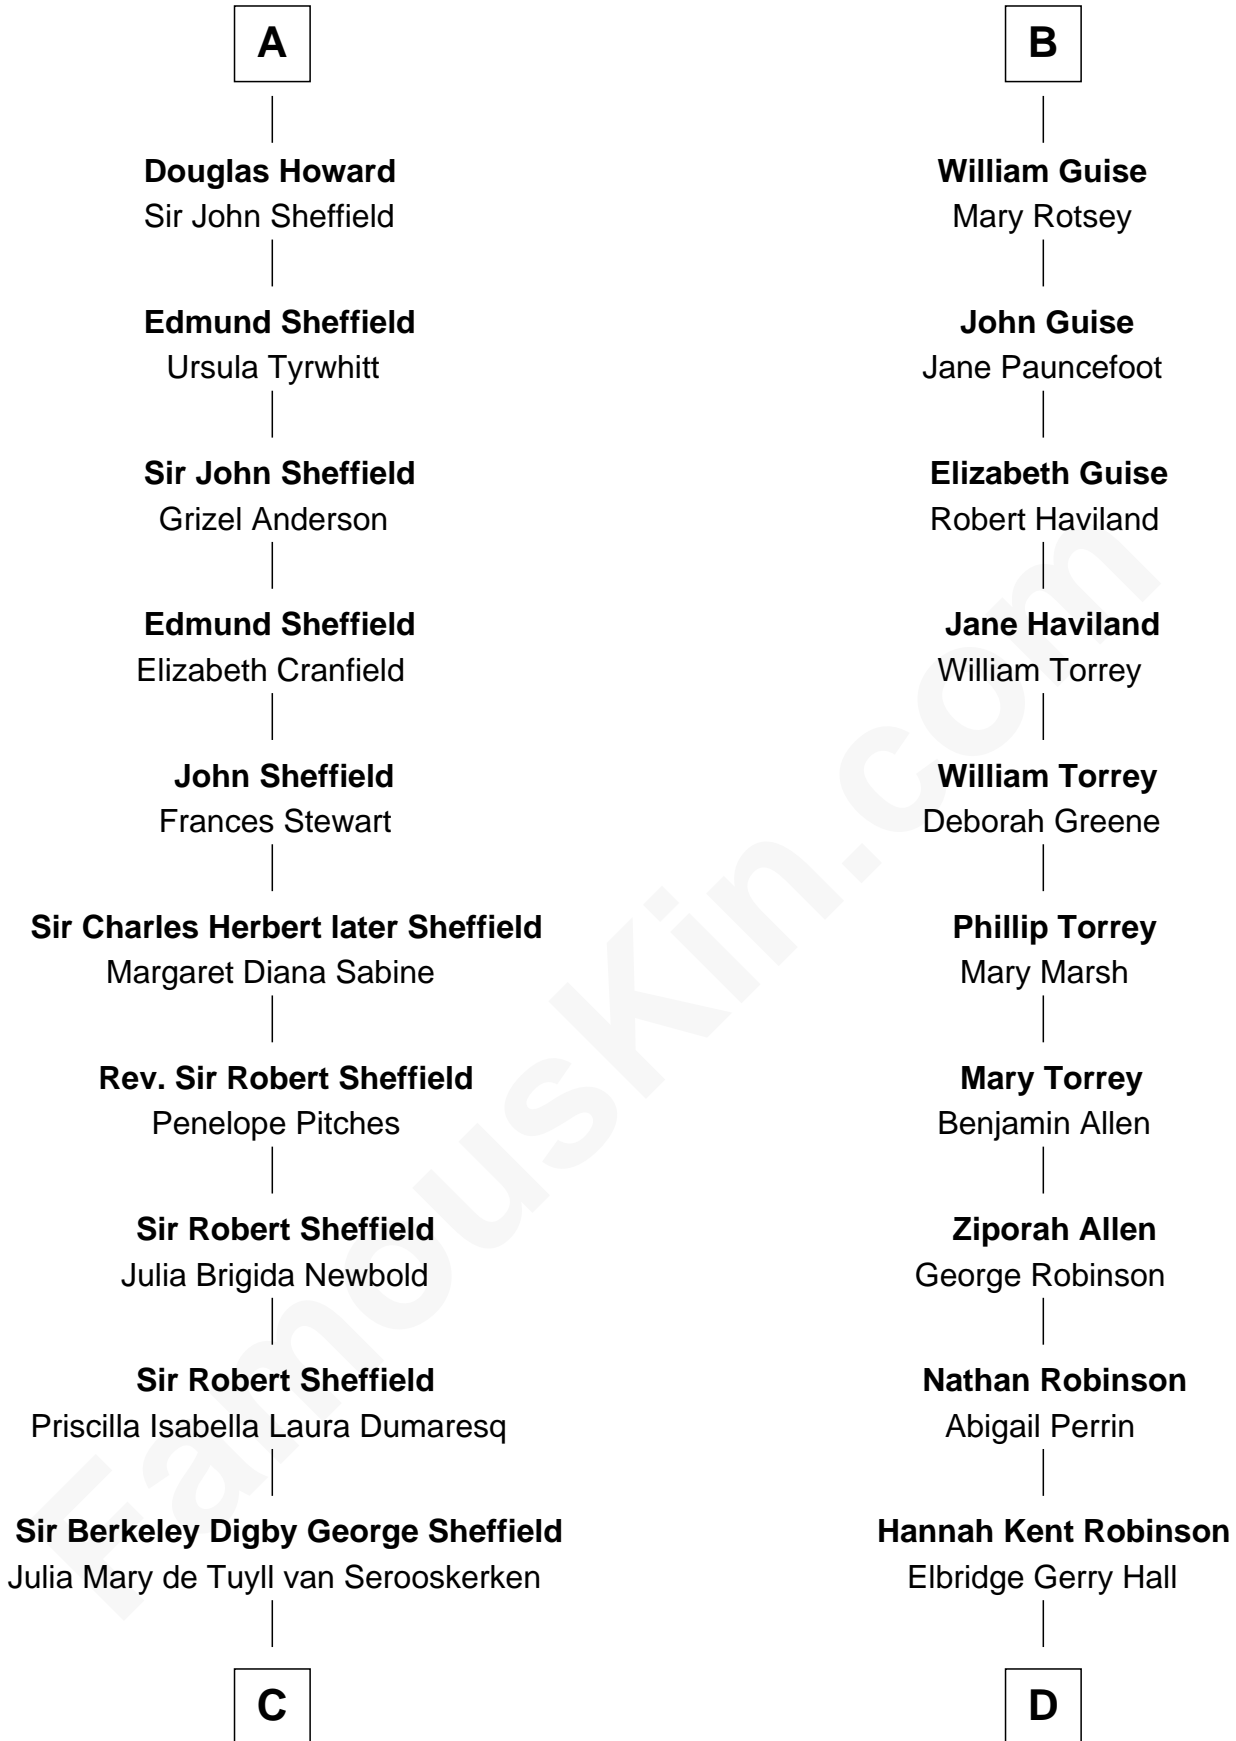 A
Douglas Howard
Sir John Sheffield
Edmund Sheffield
Ursula Tyrwhitt
Sir John Sheffield
Grizel Anderson
Edmund Sheffield
Elizabeth Cranfield
John Sheffield
Frances Stewart
Sir Charles Herbert later Sheffield
Margaret Diana Sabine
Rev. Sir Robert Sheffield
Penelope Pitches
Sir Robert Sheffield
Julia Brigida Newbold
Sir Robert Sheffield
Priscilla Isabella Laura Dumaresq
Sir Berkeley Digby George Sheffield
Julia Mary de Tuyll van Serooskerken
C
B
William Guise
Mary Rotsey
John Guise
Jane Pauncefoot
Elizabeth Guise
Robert Haviland
Jane Haviland
William Torrey
William Torrey
Deborah Greene
Phillip Torrey
Mary Marsh
Mary Torrey
Benjamin Allen
Ziporah Allen
George Robinson
Nathan Robinson
Abigail Perrin
Hannah Kent Robinson
Elbridge Gerry Hall
D
FamousKin.com